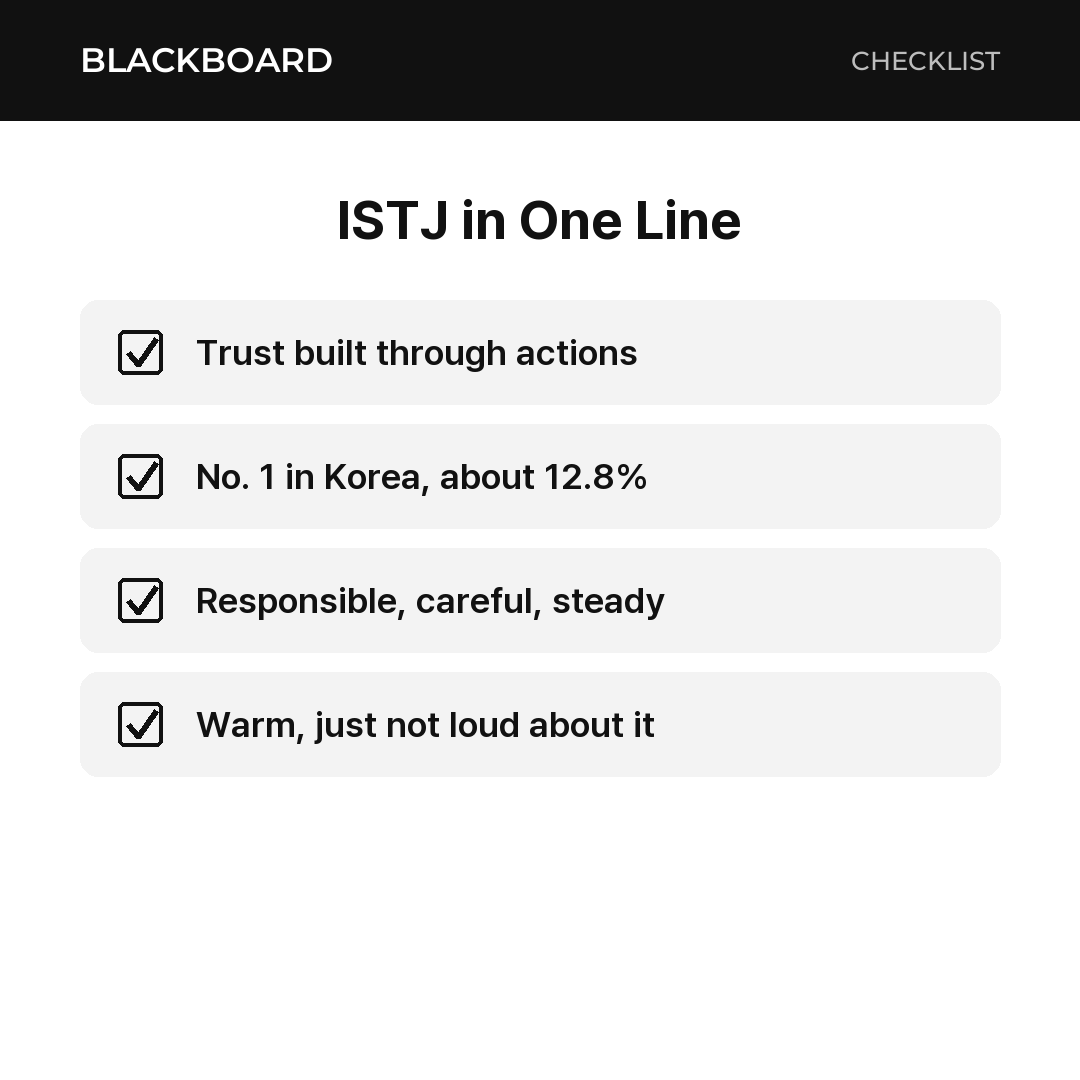 BLACKBOARD
CHECKLIST
ISTJ in One Line
Trust built through actions
No. 1 in Korea, about 12.8%
Responsible, careful, steady
Warm, just not loud about it